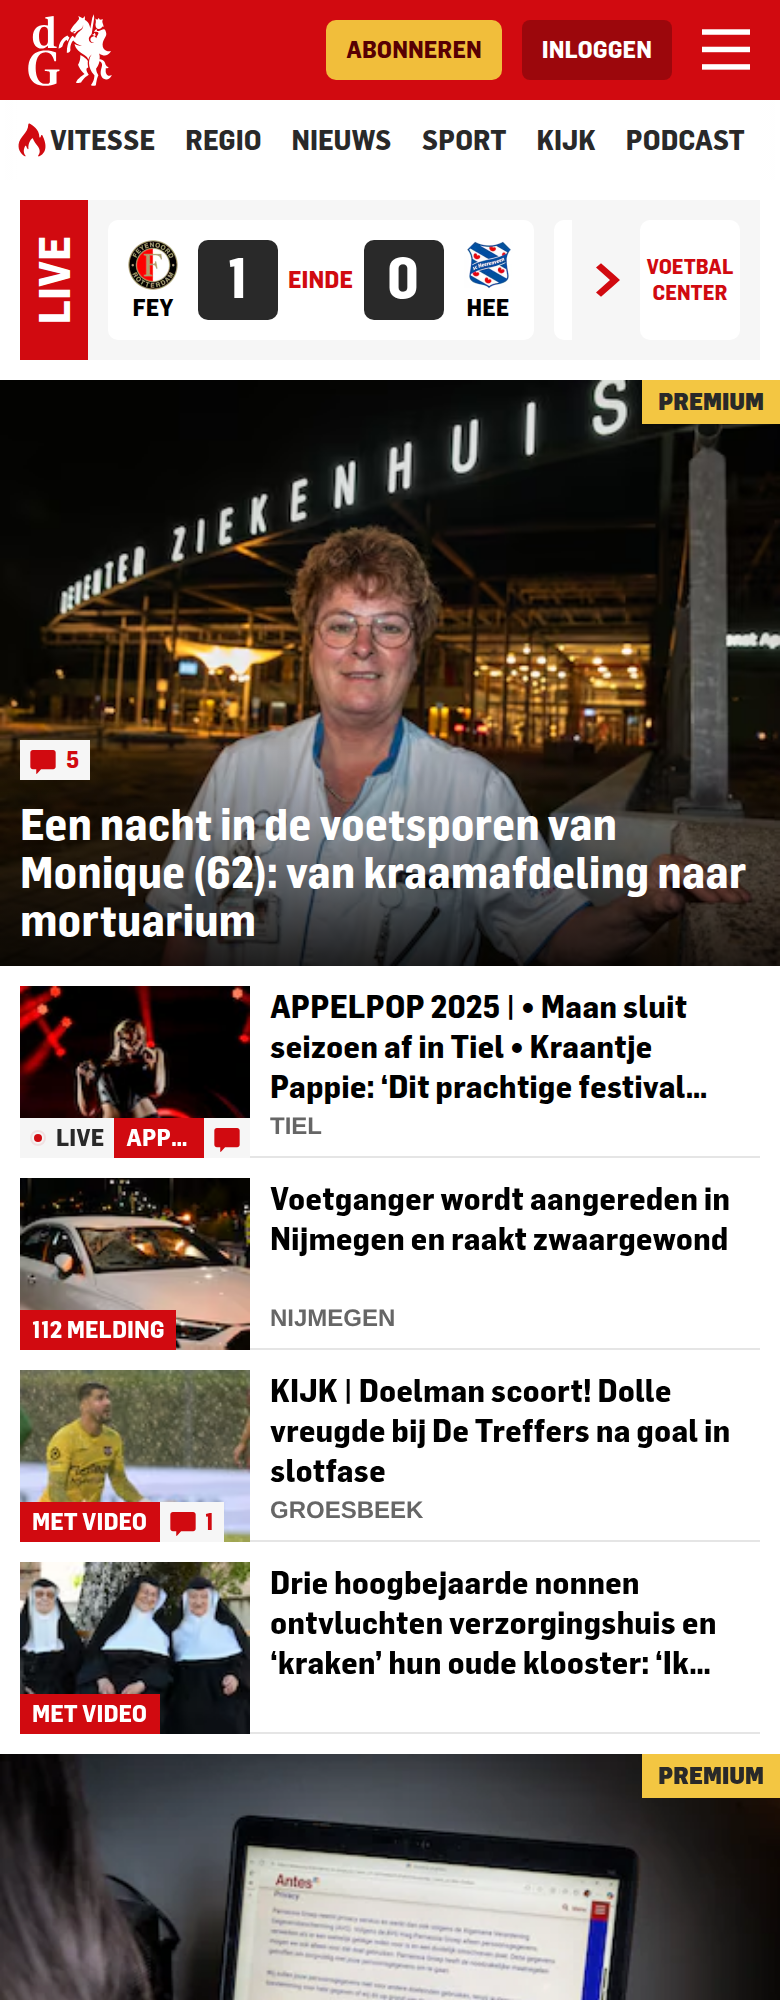 dG
ABONNEREN
INLOGGEN
VITESSE
REGIO
NIEUWS
SPORT
KIJK
PODCAST
LIVE
FEYENOORD
ROTTERDAM
FEY
1
EINDE
0
HEE
VOETBAL
CENTER
PREMIUM
DEVENTER ZIEKENHUIS
5
Een nacht in de voetsporen van
Monique (62): van kraamafdeling naar
mortuarium
APPELPOP 2025 | • Maan sluit
seizoen af in Tiel • Kraantje
Pappie: ‘Dit prachtige festival...
TIEL
LIVE
APP...
Voetganger wordt aangereden in
Nijmegen en raakt zwaargewond
NIJMEGEN
112 MELDING
KIJK | Doelman scoort! Dolle
vreugde bij De Treffers na goal in
slotfase
GROESBEEK
MET VIDEO
1
Drie hoogbejaarde nonnen
ontvluchten verzorgingshuis en
‘kraken’ hun oude klooster: ‘Ik...
MET VIDEO
PREMIUM
Antes
Privacy